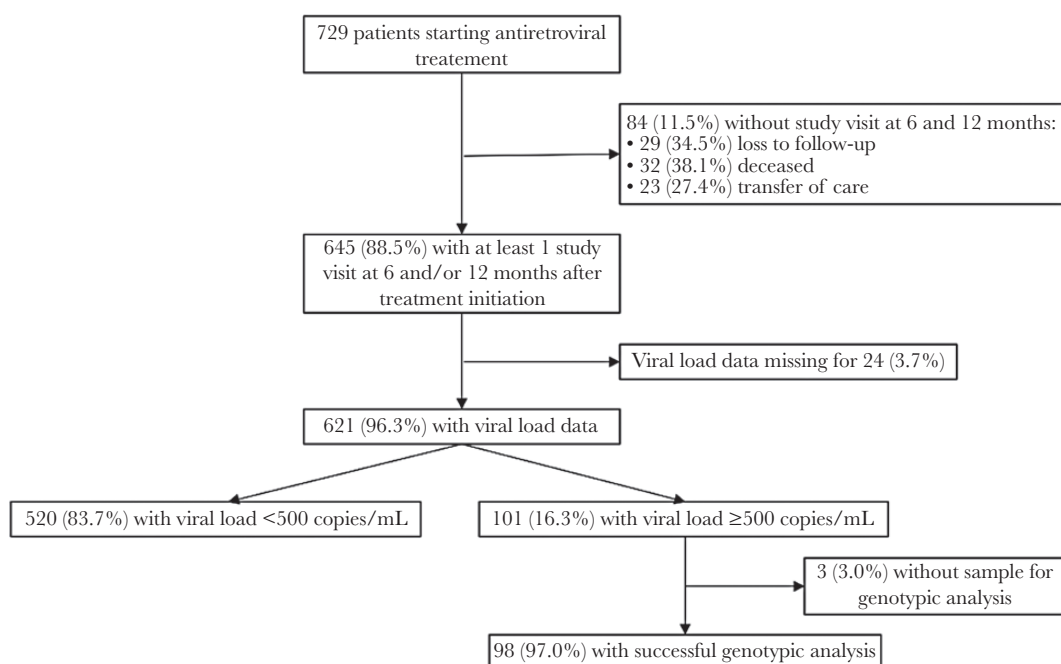 729 patients starting antiretroviral
treatement
84 (11.5%) without study visit at 6 and 12 months:
• 29 (34.5%) loss to follow-up
• 32 (38.1%) deceased
• 23 (27.4%) transfer of care
645 (88.5%) with at least 1 study
visit at 6 and/or 12 months after
treatment initiation
Viral load data missing for 24 (3.7%)
621 (96.3%) with viral load data
520 (83.7%) with viral load <500 copies/mL
101 (16.3%) with viral load ≥500 copies/mL
3 (3.0%) without sample for
genotypic analysis
98 (97.0%) with successful genotypic analysis